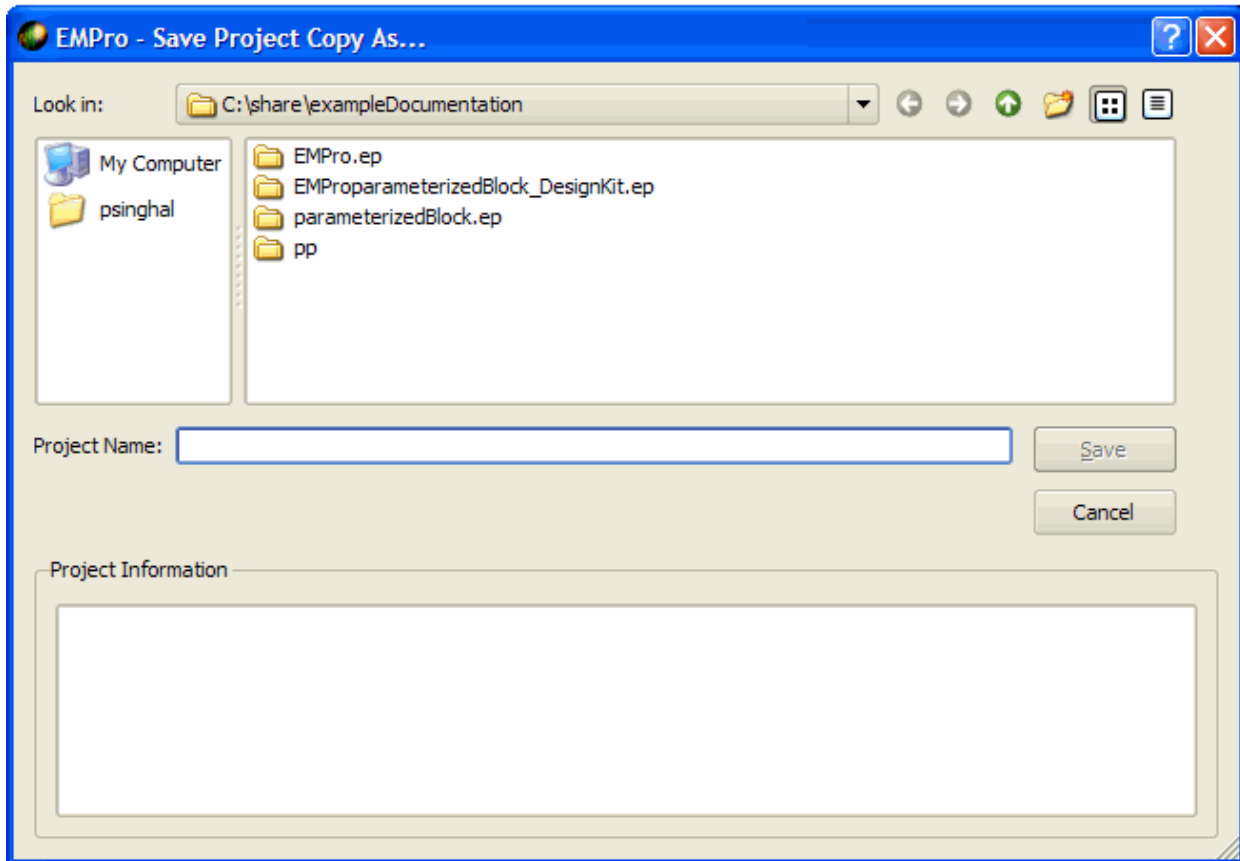 EMPro - Save Project Copy As...
Look in: C:\share\exampleDocumentation
My Computer
psinghal
EMPro.ep
EMProparameterizedBlock_DesignKit.ep
parameterizedBlock.ep
pp
Project Name:
Save
Cancel
Project Information